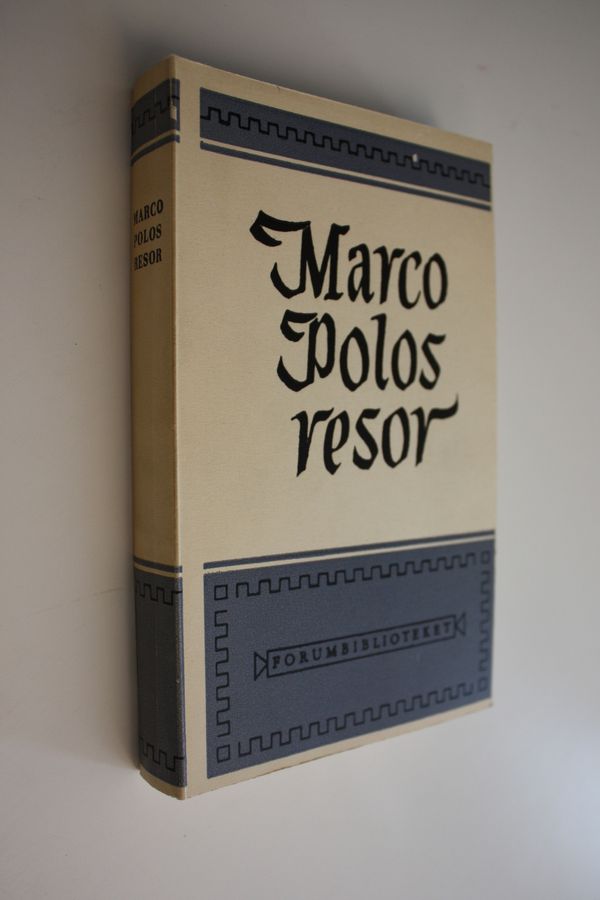 MARCO
POLOS
RESOR
Marco
Polos
resor
FORUMBIBLIOTEKET